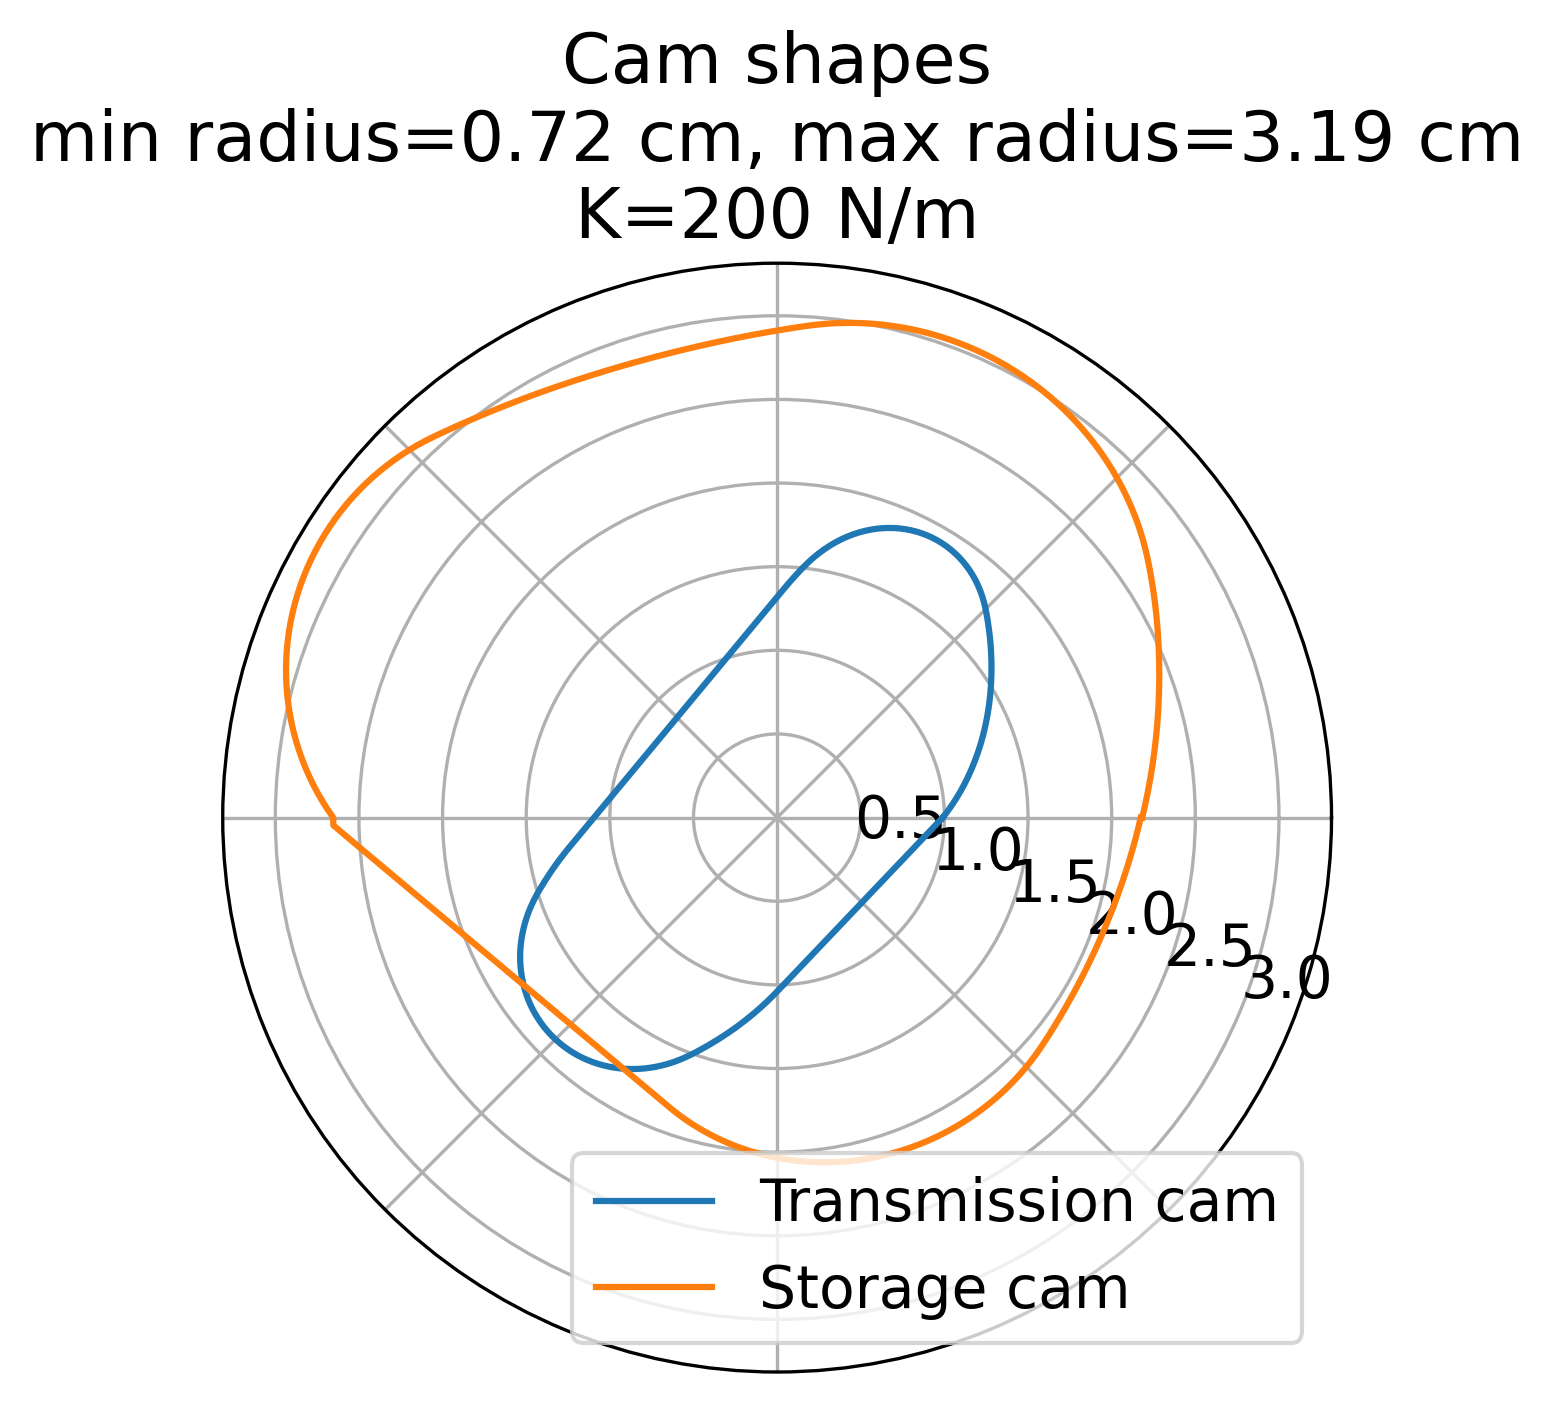 Cam shapes
min radius=0.72 cm, max radius=3.19 cm
K=200 N/m
0.5
1.0
1.5
2.0
2.5
3.0
Transmission cam
Storage cam